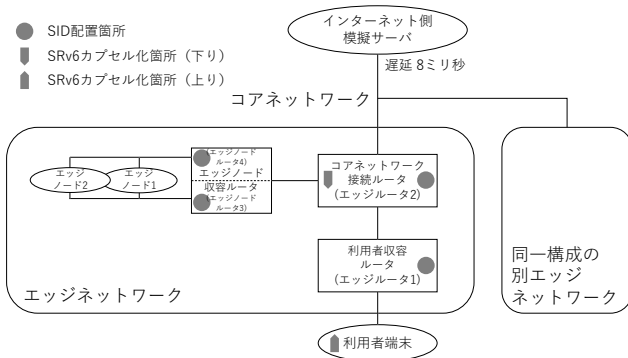 SID配置箇所
SRv6カプセル化箇所（下り）
SRv6カプセル化箇所（上り）
インターネット側
模擬サーバ
遅延 8ミリ秒
コアネットワーク
エッジ
ノード2
エッジ
ノード1
(エッジノード
ルータ4)
エッジノード
収容ルータ
(エッジノード
ルータ3)
コアネットワーク
接続ルータ
(エッジルータ2)
利用者収容
ルータ
(エッジルータ1)
エッジネットワーク
同一構成の
別エッジ
ネットワーク
利用者端末